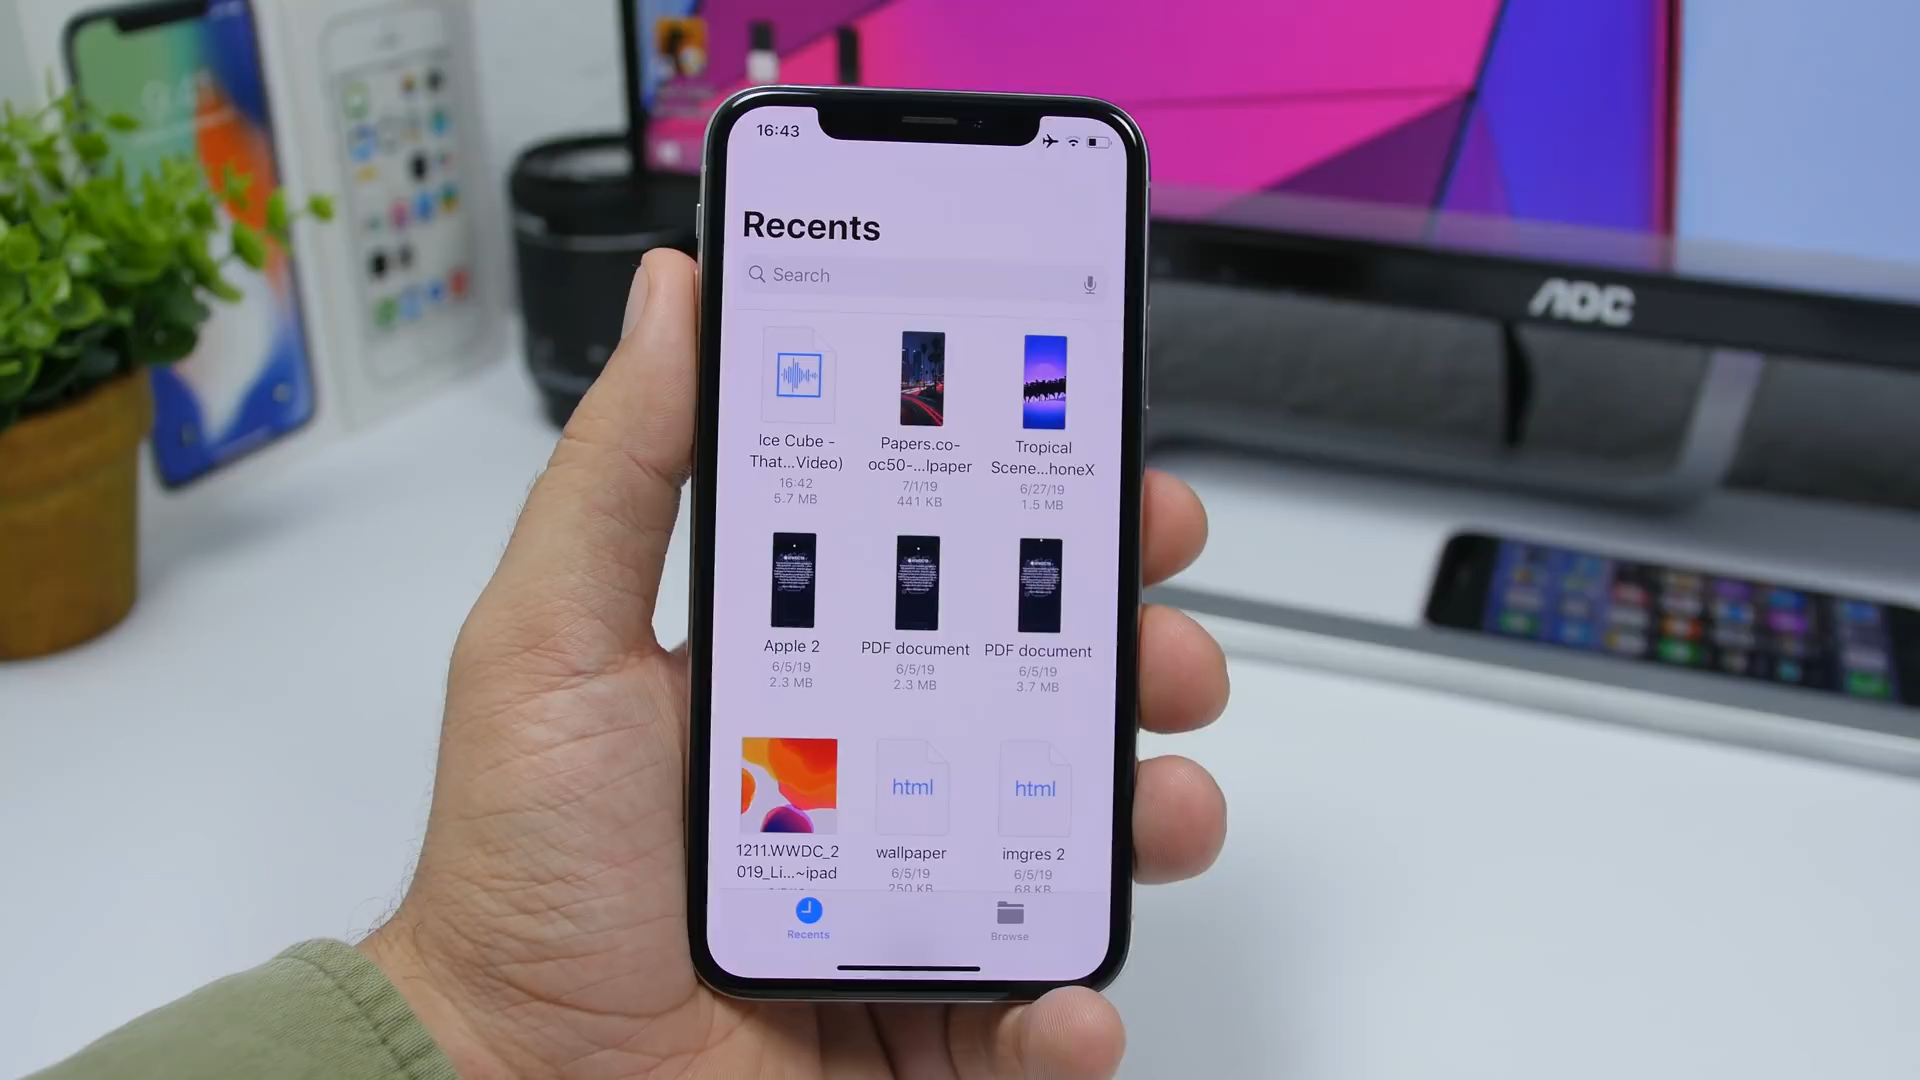 16:43
Recents
Search
Ice Cube -
That...Video)
16:42
5.7 MB
Papers.co-
oc50-...lpaper
7/1/19
441 KB
Tropical
Scene...honeX
6/27/19
1.5 MB
Apple 2
6/5/19
2.3 MB
PDF document
6/5/19
2.3 MB
PDF document
6/5/19
3.7 MB
1211.WWDC_2
019_Li...~ipad
html
wallpaper
6/5/19
250 KB
html
imgres 2
6/5/19
68 KB
Recents
Browse
AOC